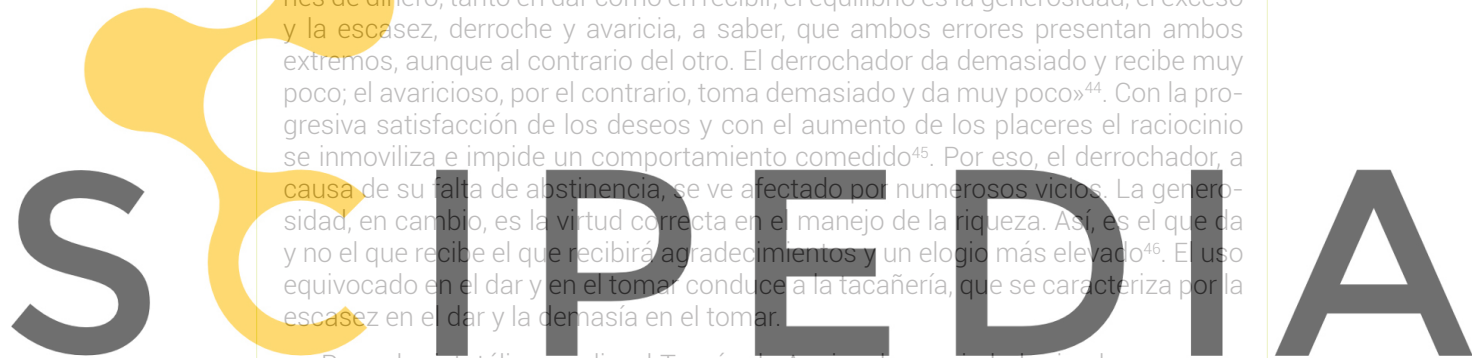 nes de dinero, tanto en dar como en recibir, el equilibrio es la generosidad, el exceso
y la escasez, derroche y avaricia, a saber, que ambos errores presentan ambos
extremos, aunque al contrario del otro. El derrochador da demasiado y recibe muy
poco; el avaricioso, por el contrario, toma demasiado y da muy poco»⁴⁴. Con la pro-
gresiva satisfacción de los deseos y con el aumento de los placeres el raciocinio
se inmoviliza e impide un comportamiento comedido⁴⁵. Por eso, el derrochador, a
causa de su falta de abstinencia, se ve afectado por numerosos vicios. La genero-
sidad, en cambio, es la virtud correcta en el manejo de la riqueza. Así, es el que da
y no el que recibe el que recibirá agradecimientos y un elogio más elevado⁴⁶. El uso
equivocado en el dar y en el tomar conduce a la tacañería, que se caracteriza por la
escasez en el dar y la demasía en el tomar.
SCIPEDIA